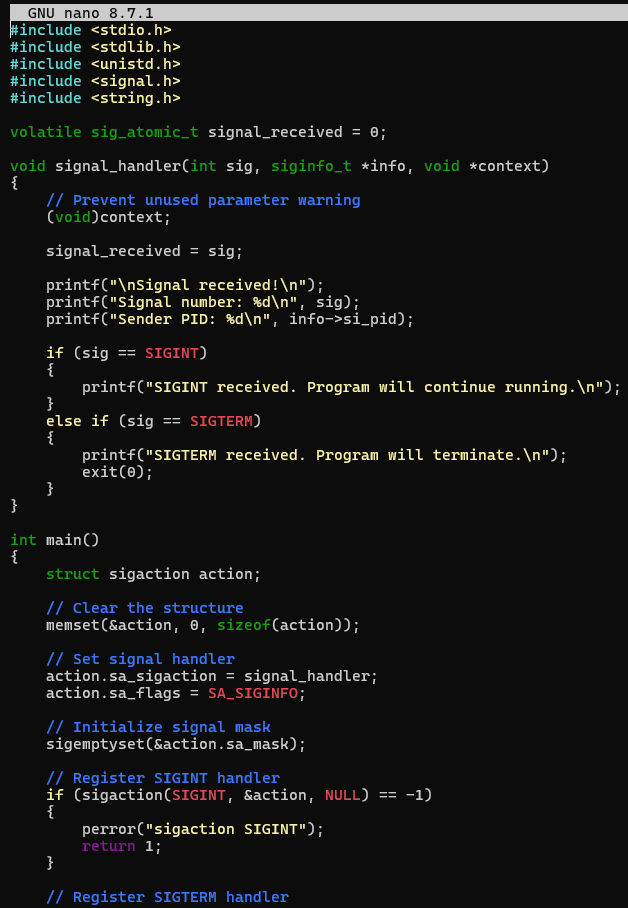 GNU nano 8.7.1
#include <stdio.h>
#include <stdlib.h>
#include <unistd.h>
#include <signal.h>
#include <string.h>

volatile sig_atomic_t signal_received = 0;

void signal_handler(int sig, siginfo_t *info, void *context)
{
    // Prevent unused parameter warning
    (void)context;

    signal_received = sig;

    printf("\nSignal received!\n");
    printf("Signal number: %d\n", sig);
    printf("Sender PID: %d\n", info->si_pid);

    if (sig == SIGINT)
    {
        printf("SIGINT received. Program will continue running.\n");
    }
    else if (sig == SIGTERM)
    {
        printf("SIGTERM received. Program will terminate.\n");
        exit(0);
    }
}

int main()
{
    struct sigaction action;

    // Clear the structure
    memset(&action, 0, sizeof(action));

    // Set signal handler
    action.sa_sigaction = signal_handler;
    action.sa_flags = SA_SIGINFO;

    // Initialize signal mask
    sigemptyset(&action.sa_mask);

    // Register SIGINT handler
    if (sigaction(SIGINT, &action, NULL) == -1)
    {
        perror("sigaction SIGINT");
        return 1;
    }

    // Register SIGTERM handler